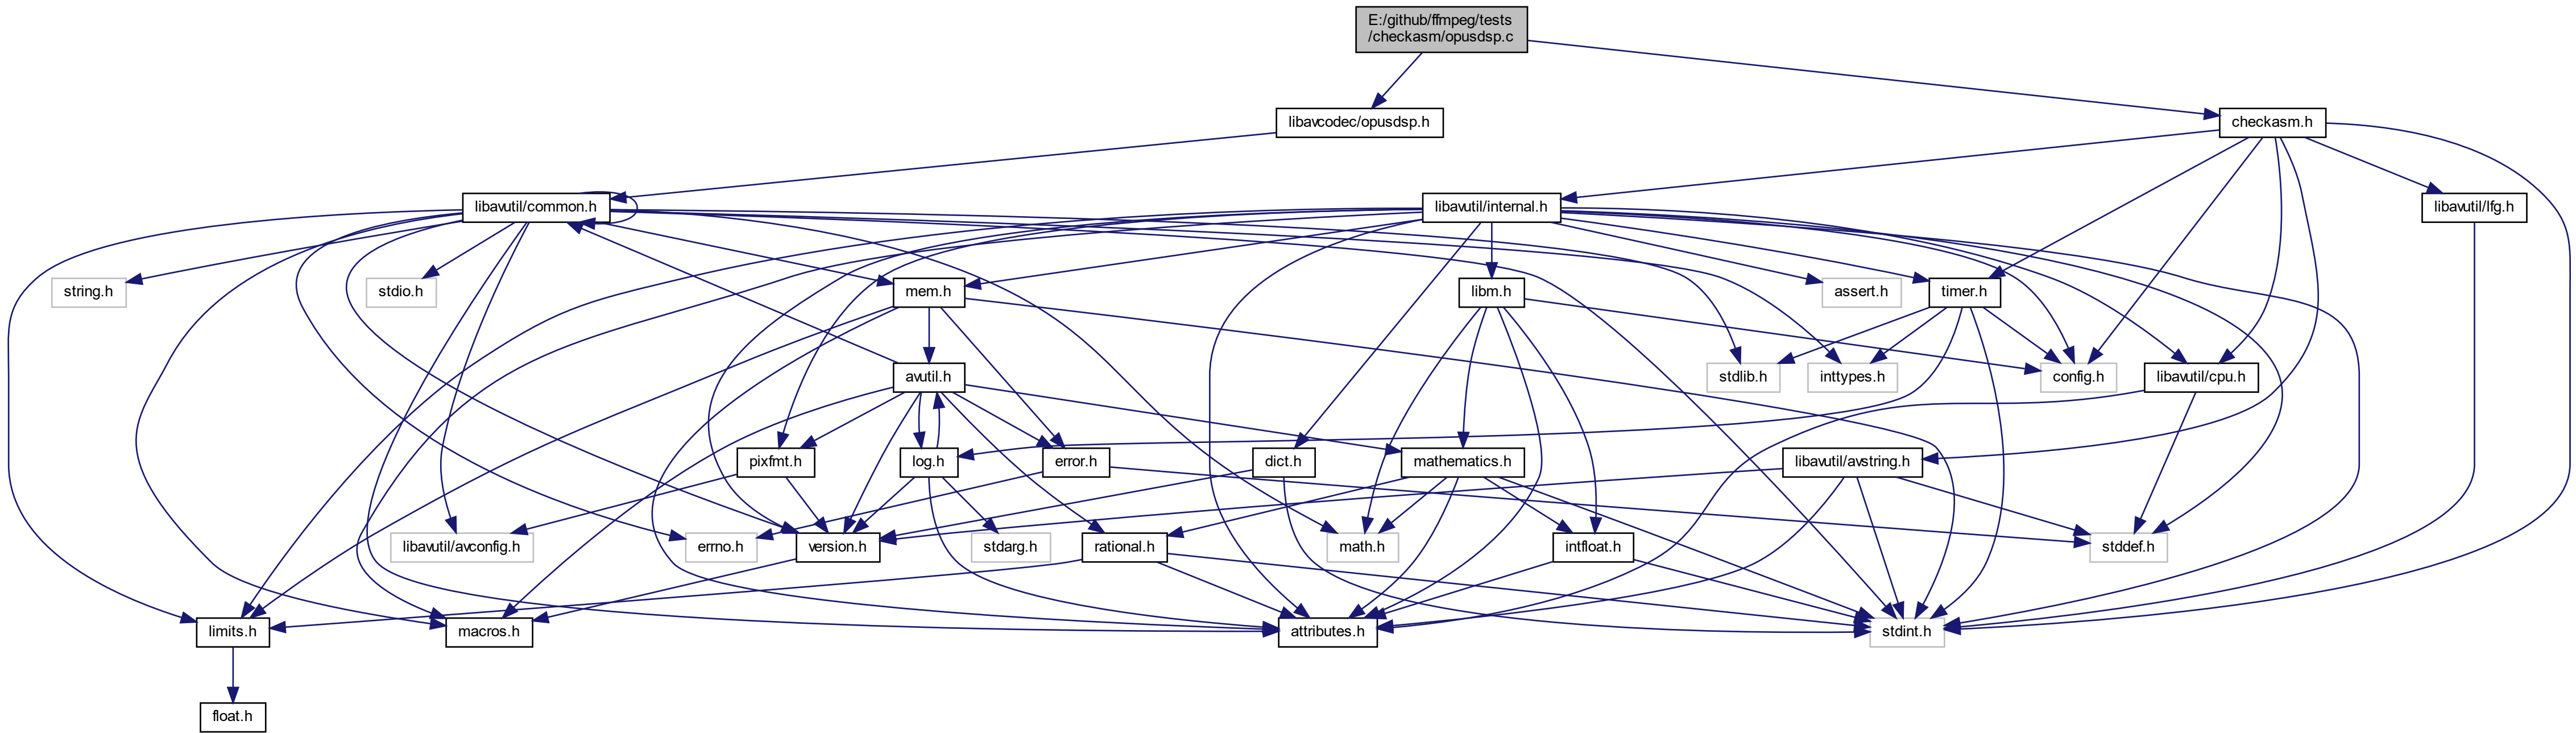 E:/github/ffmpeg/tests
/checkasm/opusdsp.c
libavcodec/opusdsp.h
checkasm.h
libavutil/common.h
libavutil/internal.h
libavutil/lfg.h
string.h
stdio.h
mem.h
libm.h
assert.h
timer.h
avutil.h
stdlib.h
inttypes.h
config.h
libavutil/cpu.h
pixfmt.h
log.h
error.h
dict.h
mathematics.h
libavutil/avstring.h
libavutil/avconfig.h
errno.h
version.h
stdarg.h
rational.h
math.h
intfloat.h
stddef.h
limits.h
macros.h
attributes.h
stdint.h
float.h